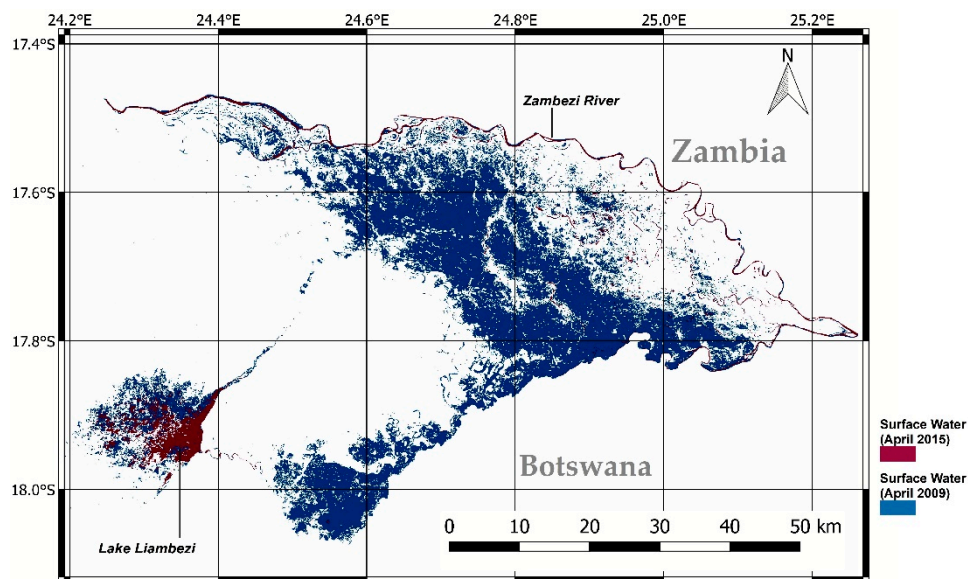 24.2°E 24.4°E 24.6°E 24.8°E 25.0°E 25.2°E
17.4°S
N
Zambezi River
Zambia
17.6°S
17.8°S
Surface Water
(April 2015)
Botswana
Surface Water
(April 2009)
18.0°S
0 10 20 30 40 50 km
Lake Liambezi